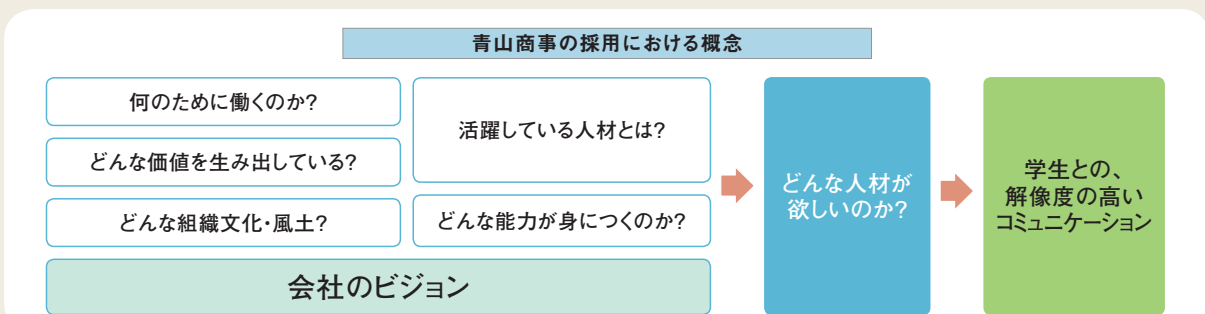 青山商事の採用における概念
何のために働くのか?
どんな価値を生み出している?
どんな組織文化・風土?
活躍している人材とは?
どんな能力が身につくのか?
会社のビジョン
どんな人材が
欲しいのか?
学生との、
解像度の高い
コミュニケーション